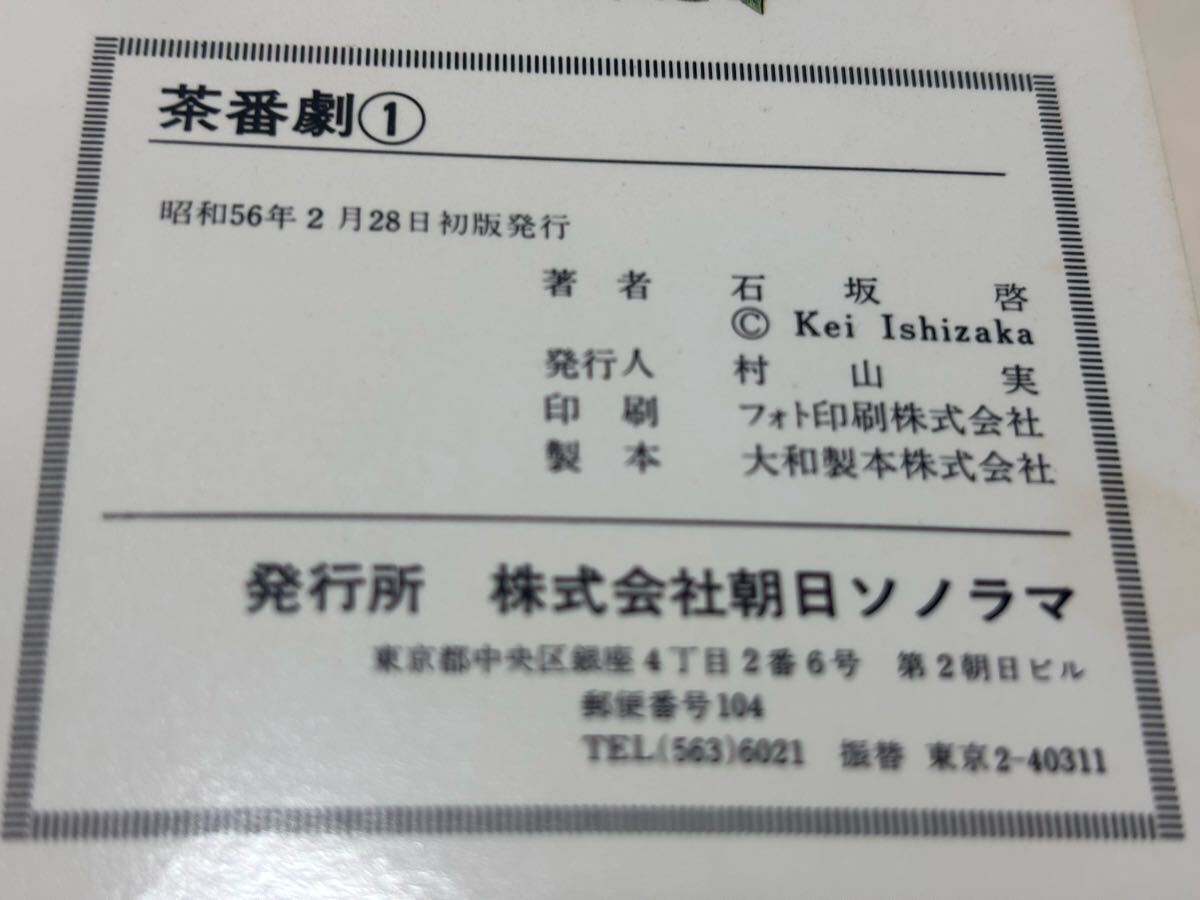 茶番劇①
昭和56年2月28日初版発行
著者 石坂啓
© Kei Ishizaka
発行人 村山実
印刷 フォト印刷株式会社
製本 大和製本株式会社
発行所 株式会社朝日ソノラマ
東京都中央区銀座4丁目2番6号 第2朝日ビル
郵便番号104
TEL(563)6021 振替 東京2-40311